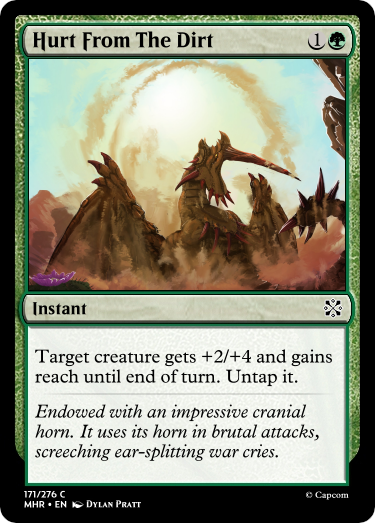 Hurt From The Dirt 1
Instant
Target creature gets +2/+4 and gains
reach until end of turn. Untap it.
Endowed with an impressive cranial
horn. It uses its horn in brutal attacks,
screeching ear-splitting war cries.
171/276 C
MHR • EN Dylan Pratt
© Capcom